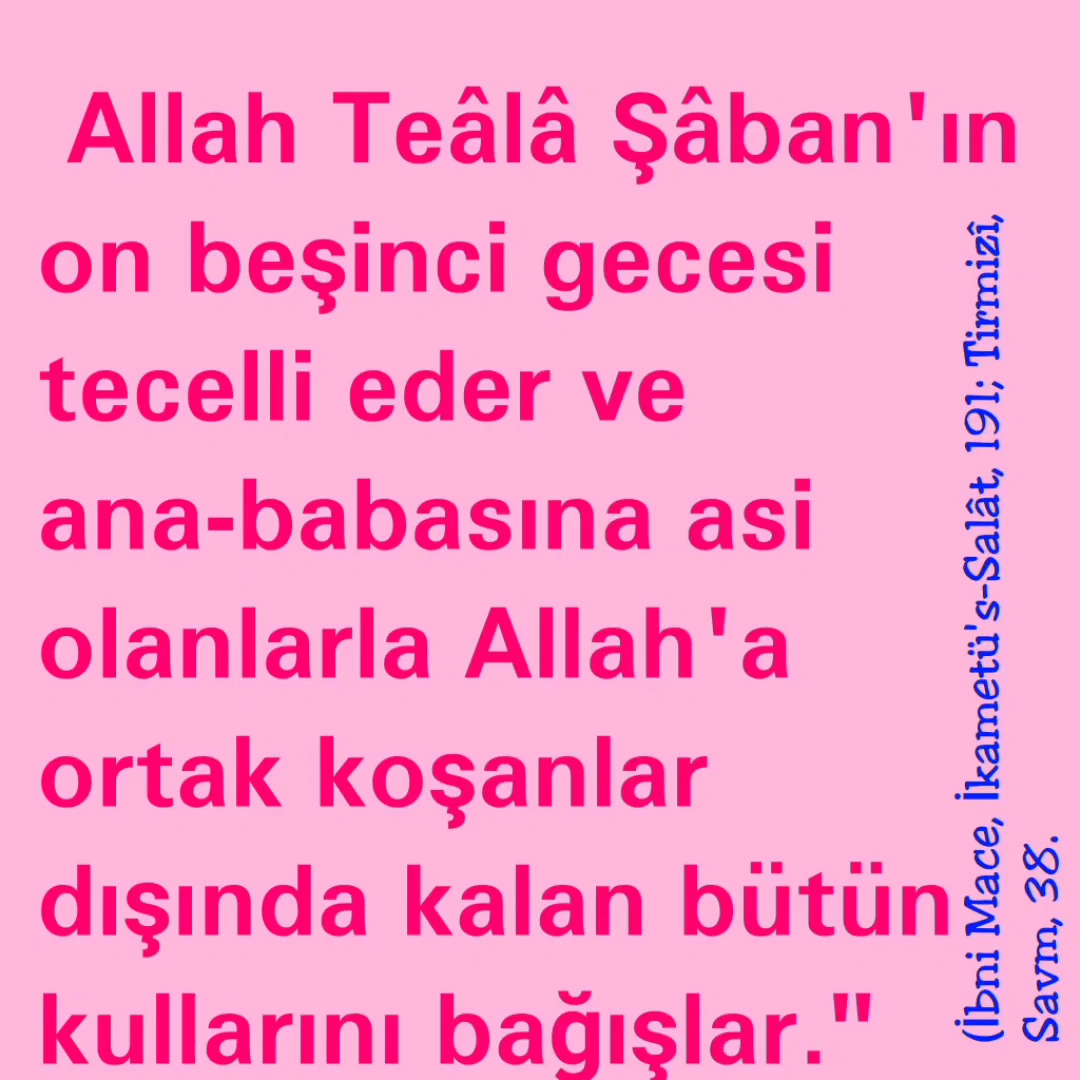 Allah Teâlâ Şâban'ın
on beşinci gecesi
tecelli eder ve
ana-babasına asi
olanlarla Allah'a
ortak koşanlar
dışında kalan bütün
kullarını bağışlar."
(İbni Mace, İkametü's-Salât, 191; Tirmizî,
Savm, 38.